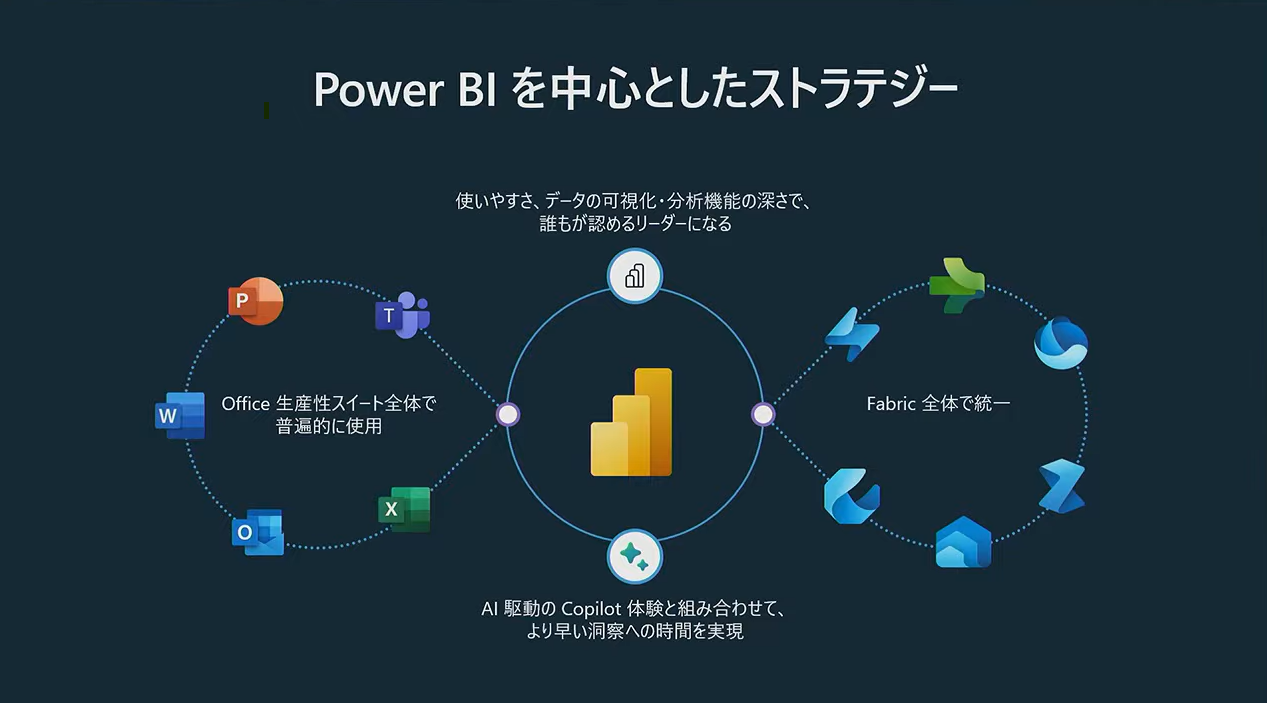 Power BI を中心としたストラテジー
使いやすさ、データの可視化・分析機能の深さで、
誰もが認めるリーダーになる
P
T
W
Office 生産性スイート全体で
普遍的に使用
Fabric 全体で統一
X
O
AI 駆動の Copilot 体験と組み合わせて、
より早い洞察への時間を実現